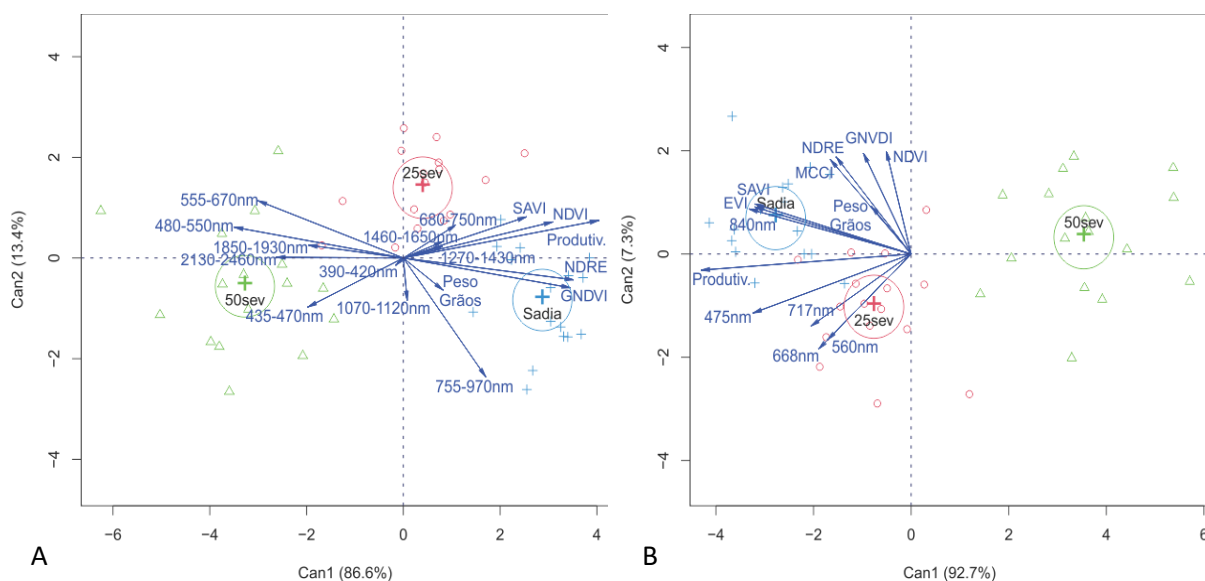 4
2
0
−2
−4
Can2 (13.4%)
25sev
555-670nm
680-750nm
SAVI
NDVI
480-550nm
1460-1650nm
Produtiv.
1850-1930nm
2130-2460nm
1270-1430nm
390-420nm
NDRE
Peso
Grãos
GNDVI
50sev
435-470nm
1070-1120nm
Sadia
755-970nm
−6
−4
−2
0
2
4
Can1 (86.6%)
A
4
2
0
−2
−4
Can2 (7.3%)
GNVDI
NDRE
NDVI
MCCI
SAVI
EVI
Sadia
840nm
Peso
Grãos
50sev
Produtiv.
475nm
717nm
25sev
560nm
668nm
−4
−2
0
2
4
6
Can1 (92.7%)
B